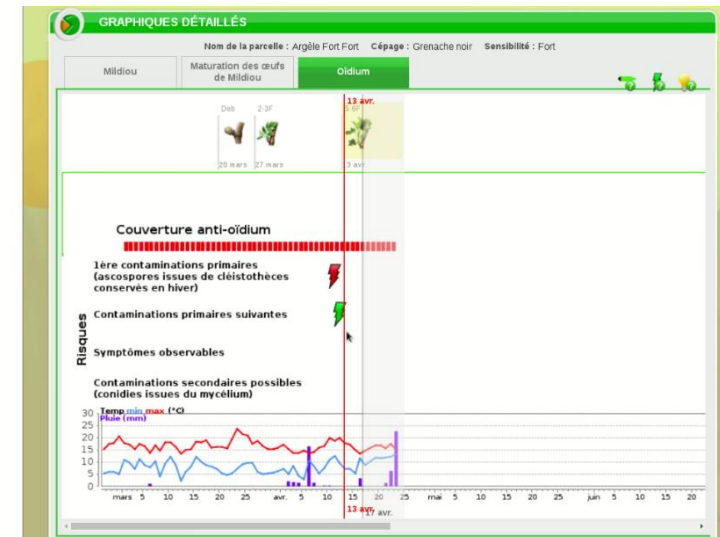 GRAPHIQUES DÉTAILLÉS
Nom de la parcelle : Argèle Fort Fort Cépage : Grenache noir Sensibilité : Fort
Mildiou
Maturation des œufs
de Mildiou
Oïdium
13 avr.
Deb 2-3F 5-6F
20 mars 27 mars 13 avr
Couverture anti-oïdium
1ère contaminations primaires
(ascospores issues de cléistothèces
conservés en hiver)
Contaminations primaires suivantes
Symptômes observables
Contaminations secondaires possibles
(conidies issues du mycélium)
Risques
Temp min max (°C)
Pluie (mm)
30
25
20
15
10
5
0
mars 5 10 15 20 25 avr. 5 10 15 20 25 mai 5 10 15 20 25 juin 5 10 15 20
13 avr.
17 avr.